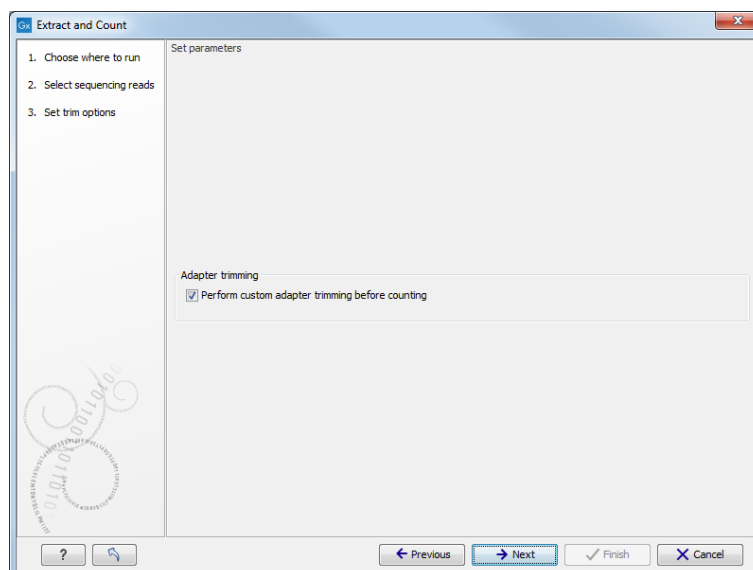 Gx Extract and Count
1. Choose where to run
2. Select sequencing reads
3. Set trim options
Set parameters
Adapter trimming
Perform custom adapter trimming before counting
?
Previous
Next
Finish
Cancel